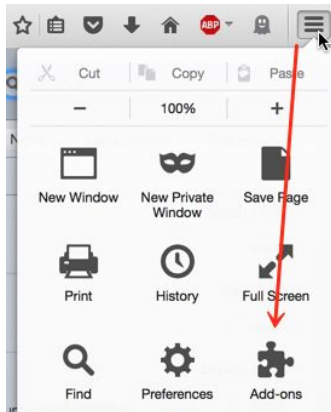 ABP
Cut Copy Paste
100%
New Window New Private Window Save Page
Print History Full Screen
Find Preferences Add-ons